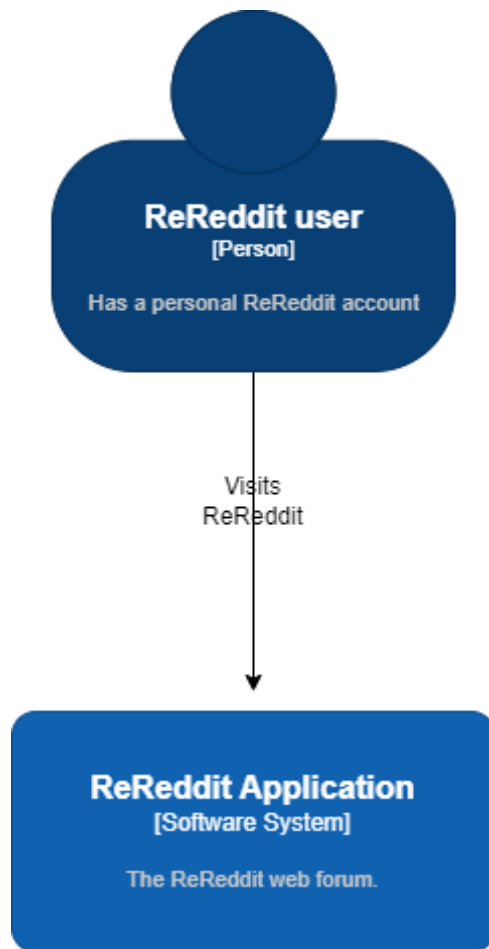 ReReddit user
[Person]
Has a personal ReReddit account
Visits
ReReddit
ReReddit Application
[Software System]
The ReReddit web forum.